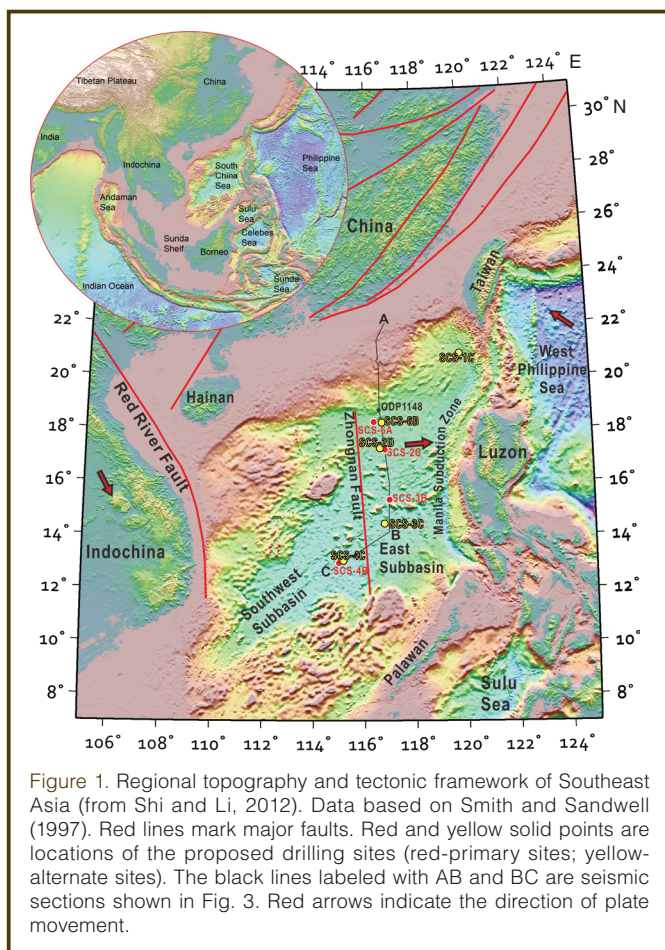 114° 116° 118° 120° 122° 124° E
Tibetan Plateau
China
India
Indochina
South
China
Sea
Philippine
Sea
Andaman
Sea
Sulu
Sea
Celebes
Sea
Sunda
Shelf
Borneo
Sunda
Sea
Indian Ocean
30° N
28°
26°
24°
22°
20°
18°
16°
14°
12°
10°
8°
22°
20°
18°
16°
14°
12°
10°
8°
China
Taiwan
A
SCS-1C
West
Philippine
Sea
Hainan
Red River Fault
ODP1148
SCS-6B
SCS-6A
SCS-2D
SCS-2C
Zhongnan Fault
Manila Subduction Zone
Luzon
SCS-3B
SCS-3C
B
Indochina
East
Subbasin
SCS-4C
C
SCS-4B
Southwest
Subbasin
Palawan
Sulu
Sea
106° 108° 110° 112° 114° 116° 118° 120° 122° 124°
Figure 1. Regional topography and tectonic framework of Southeast
Asia (from Shi and Li, 2012). Data based on Smith and Sandwell
(1997). Red lines mark major faults. Red and yellow solid points are
locations of the proposed drilling sites (red-primary sites; yellow-
alternate sites). The black lines labeled with AB and BC are seismic
sections shown in Fig. 3. Red arrows indicate the direction of plate
movement.